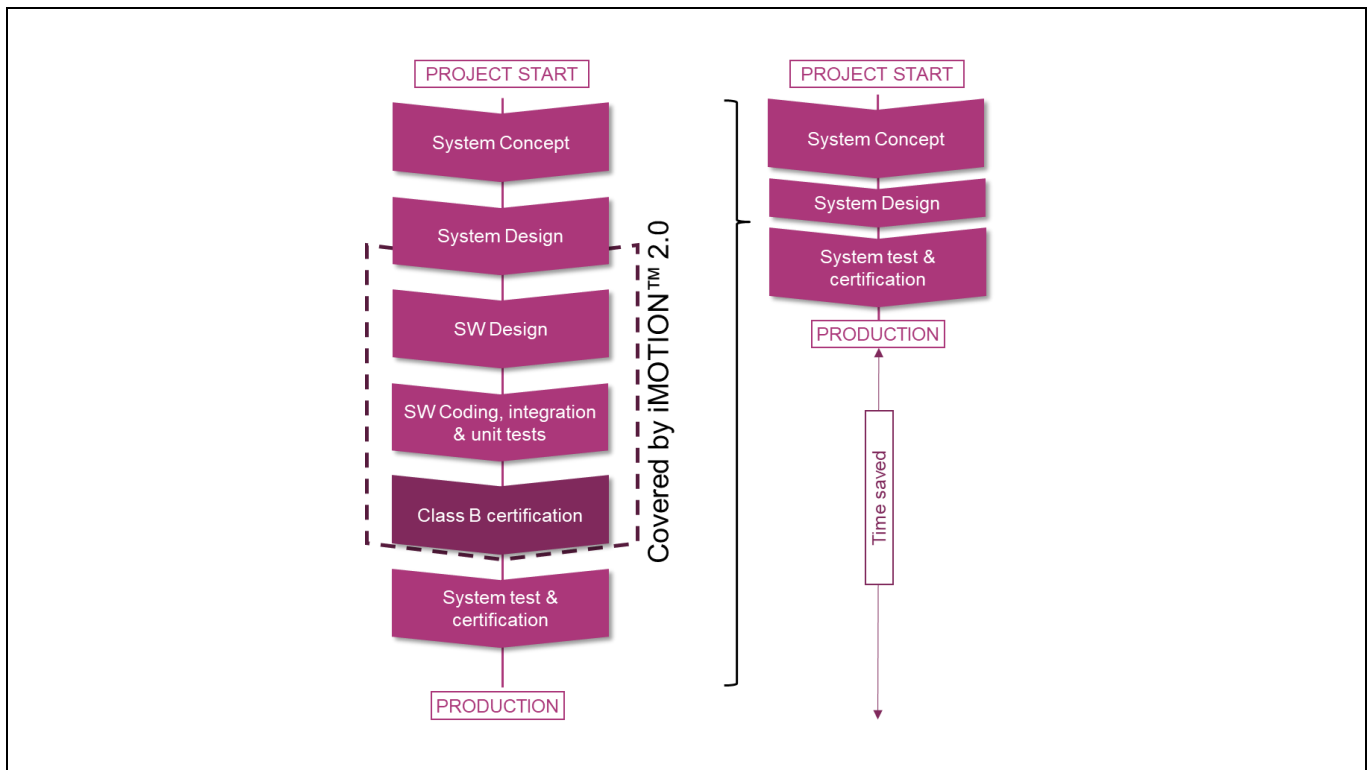 PROJECT START
System Concept
System Design
SW Design
SW Coding, integration
& unit tests
Class B certification
System test &
certification
PRODUCTION
Covered by iMOTION™ 2.0
PROJECT START
System Concept
System Design
System test &
certification
PRODUCTION
Time saved